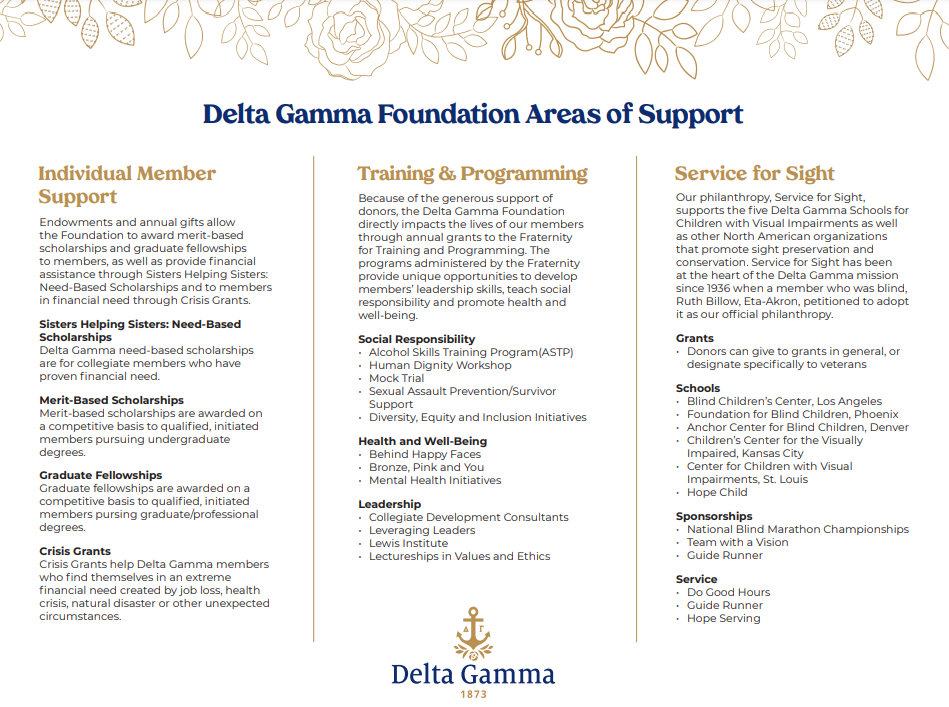 Delta Gamma Foundation Areas of Support
Individual Member
Support
Endowments and annual gifts allow
the Foundation to award merit-based
scholarships and graduate fellowships
to members, as well as provide financial
assistance through Sisters Helping Sisters:
Need-Based Scholarships and to members
in financial need through Crisis Grants.
Sisters Helping Sisters: Need-Based
Scholarships
Delta Gamma need-based scholarships
are for collegiate members who have
proven financial need.
Merit-Based Scholarships
Merit-based scholarships are awarded on
a competitive basis to qualified, initiated
members pursuing undergraduate
degrees.
Graduate Fellowships
Graduate fellowships are awarded on a
competitive basis to qualified, initiated
members pursing graduate/professional
degrees.
Crisis Grants
Crisis Grants help Delta Gamma members
who find themselves in an extreme
financial need created by job loss, health
crisis, natural disaster or other unexpected
circumstances.
Training & Programming
Because of the generous support of
donors, the Delta Gamma Foundation
directly impacts the lives of our members
through annual grants to the Fraternity
for Training and Programming. The
programs administered by the Fraternity
provide unique opportunities to develop
members' leadership skills, teach social
responsibility and promote health and
well-being.
Social Responsibility
• Alcohol Skills Training Program(ASTP)
• Human Dignity Workshop
• Mock Trial
• Sexual Assault Prevention/Survivor
Support
• Diversity, Equity and Inclusion Initiatives
Health and Well-Being
• Behind Happy Faces
• Bronze, Pink and You
• Mental Health Initiatives
Leadership
• Collegiate Development Consultants
• Leveraging Leaders
• Lewis Institute
• Lectureships in Values and Ethics
Service for Sight
Our philanthropy, Service for Sight,
supports the five Delta Gamma Schools for
Children with Visual Impairments as well
as other North American organizations
that promote sight preservation and
conservation. Service for Sight has been
at the heart of the Delta Gamma mission
since 1936 when a member who was blind,
Ruth Billow, Eta-Akron, petitioned to adopt
it as our official philanthropy.
Grants
• Donors can give to grants in general, or
designate specifically to veterans
Schools
• Blind Children's Center, Los Angeles
• Foundation for Blind Children, Phoenix
• Anchor Center for Blind Children, Denver
• Children's Center for the Visually
Impaired, Kansas City
• Center for Children with Visual
Impairments, St. Louis
• Hope Child
Sponsorships
• National Blind Marathon Championships
• Team with a Vision
• Guide Runner
Service
• Do Good Hours
• Guide Runner
• Hope Serving
Δ Γ
Delta Gamma
1873